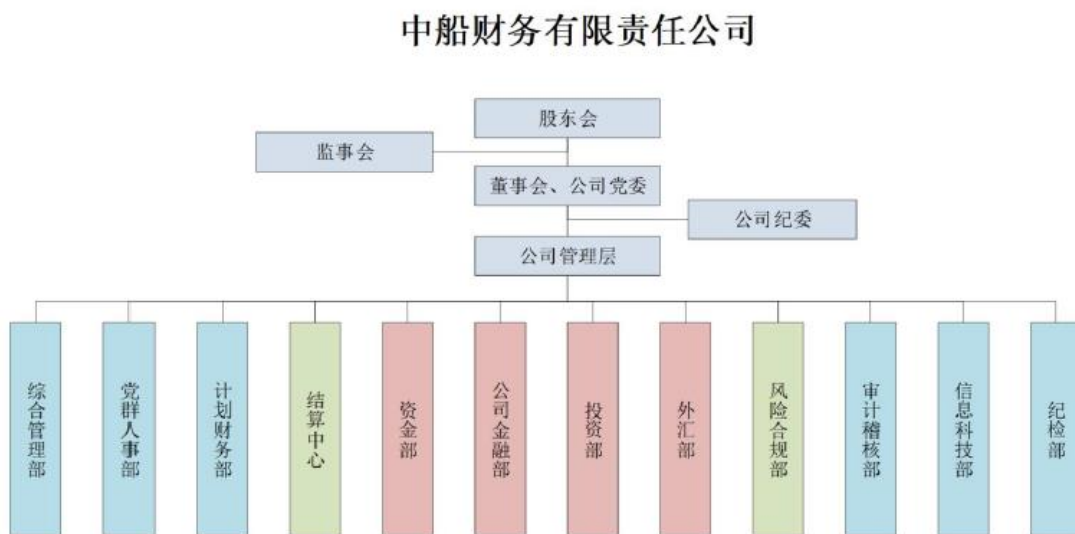 中船财务有限责任公司
股东会
监事会
董事会、公司党委
公司纪委
公司管理层
综合管理部
党群人事部
计划财务部
结算中心
资金部
公司金融部
投资部
外汇部
风险合规部
审计稽核部
信息科技部
纪检部